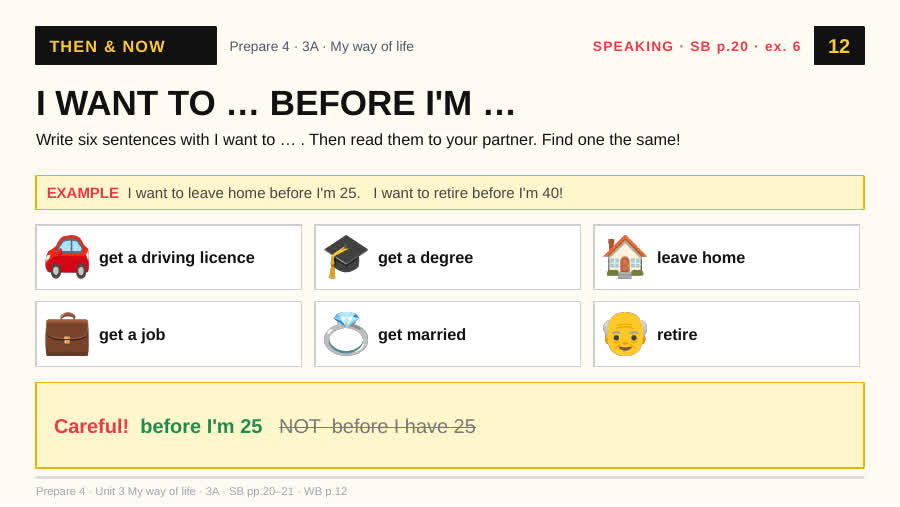 THEN & NOW
Prepare 4 · 3A · My way of life
SPEAKING · SB p.20 · ex. 6
12
I WANT TO … BEFORE I'M …
Write six sentences with I want to … . Then read them to your partner. Find one the same!
EXAMPLE I want to leave home before I'm 25. I want to retire before I'm 40!
get a driving licence
get a degree
leave home
get a job
get married
retire
Careful! before I'm 25 NOT before I have 25
Prepare 4 · Unit 3 My way of life · 3A · SB pp.20–21 · WB p.12